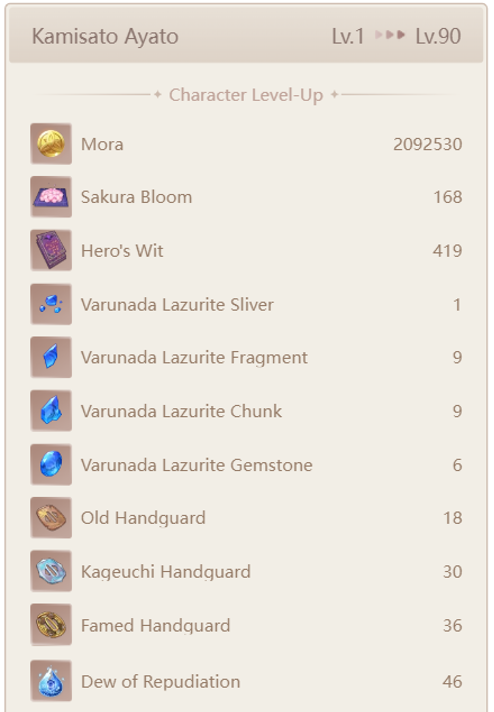 Kamisato Ayato Lv.1 Lv.90
Character Level-Up
Mora 2092530
Sakura Bloom 168
Hero's Wit 419
Varunada Lazurite Sliver 1
Varunada Lazurite Fragment 9
Varunada Lazurite Chunk 9
Varunada Lazurite Gemstone 6
Old Handguard 18
Kageuchi Handguard 30
Famed Handguard 36
Dew of Repudiation 46